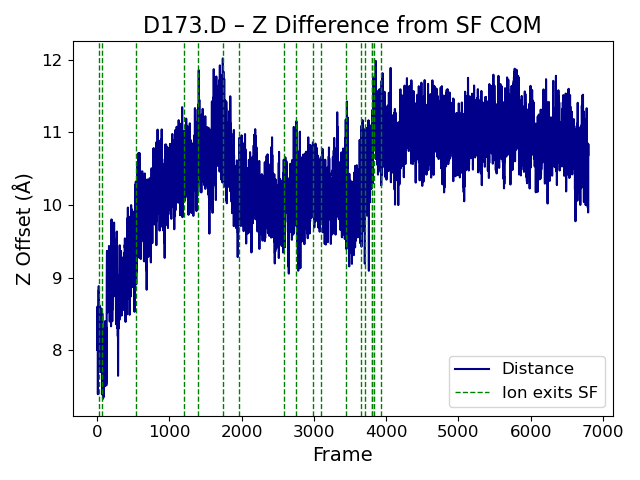 D173.D – Z Difference from SF COM
Z Offset (Å)
12
11
10
9
8
0 1000 2000 3000 4000 5000 6000 7000
Frame
Distance
Ion exits SF